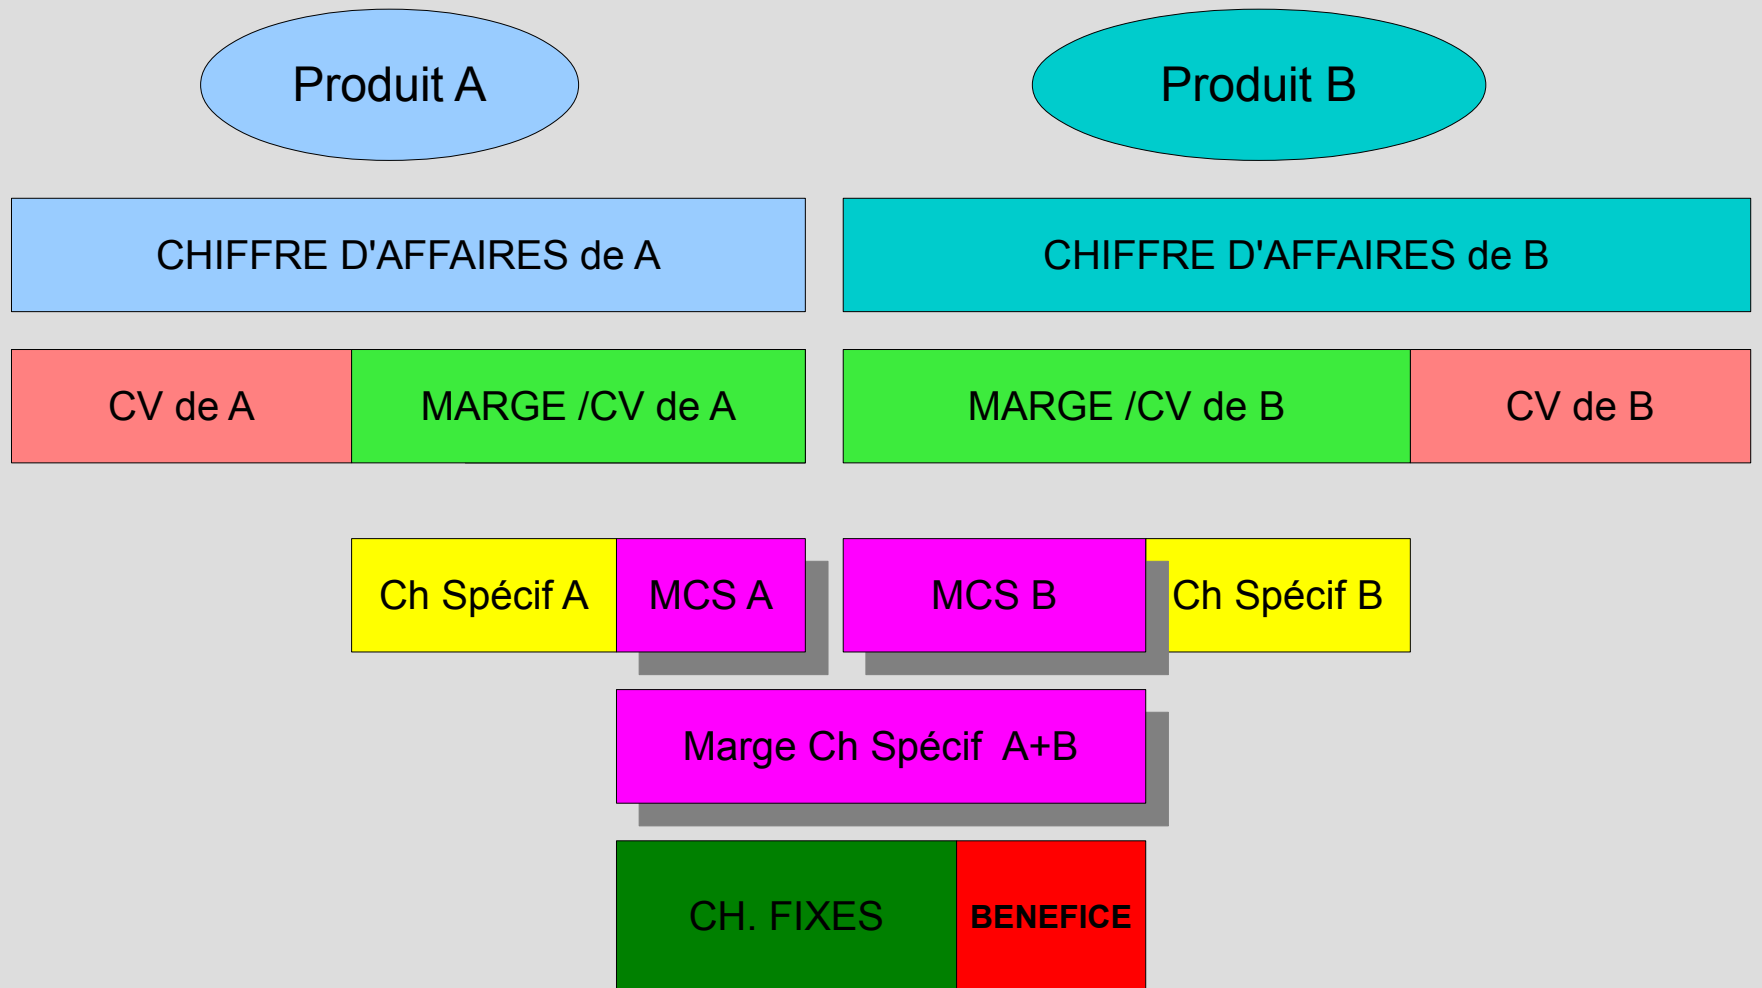 Produit A
Produit B
CHIFFRE D'AFFAIRES de A
CHIFFRE D'AFFAIRES de B
CV de A
MARGE /CV de A
MARGE /CV de B
CV de B
Ch Spécif A
MCS A
MCS B
Ch Spécif B
Marge Ch Spécif  A+B
CH. FIXES
BENEFICE